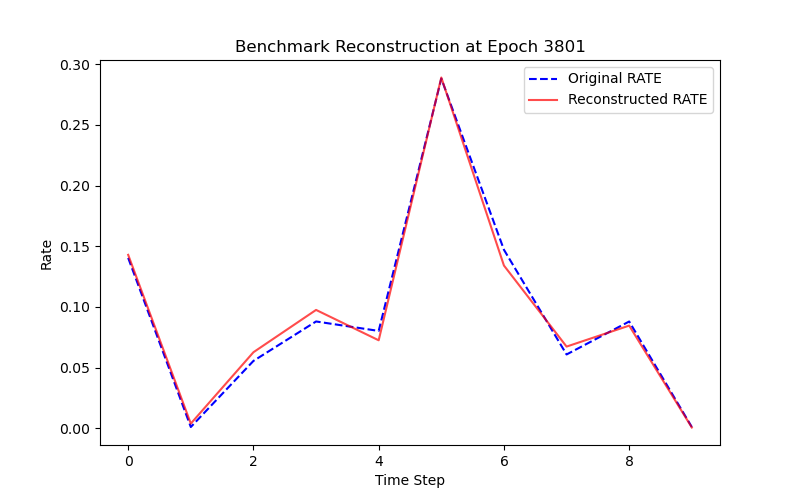 Benchmark Reconstruction at Epoch 3801
Original RATE
Reconstructed RATE
Rate
0.30
0.25
0.20
0.15
0.10
0.05
0.00
0 2 4 6 8
Time Step